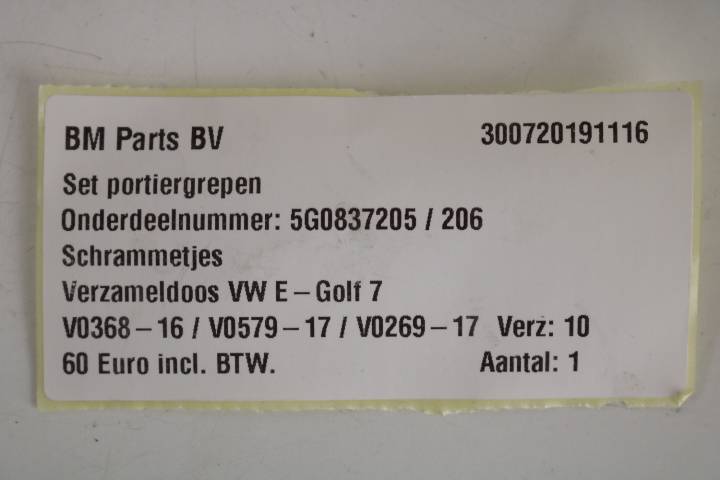 BM Parts BV 300720191116
Set portiergrepen
Onderdeelnummer: 5G0837205 / 206
Schrammetjes
Verzameldoos VW E – Golf 7
V0368 – 16 / V0579 – 17 / V0269 – 17 Verz: 10
60 Euro incl. BTW. Aantal: 1